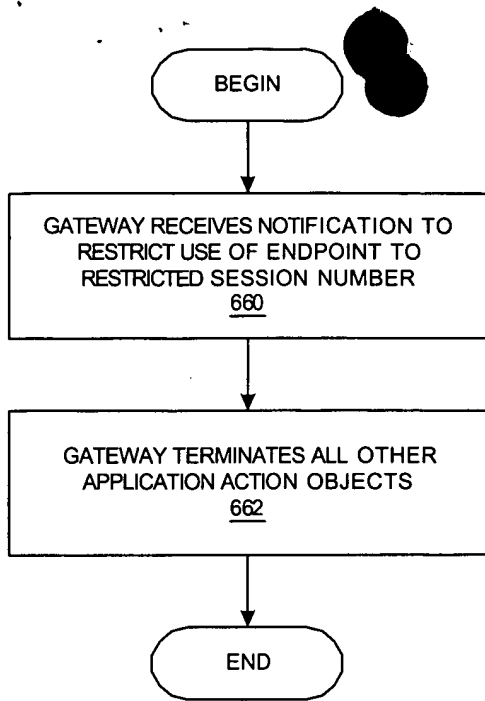 BEGIN
GATEWAY RECEIVES NOTIFICATION TO
RESTRICT USE OF ENDPOINT TO
RESTRICTED SESSION NUMBER
660
GATEWAY TERMINATES ALL OTHER
APPLICATION ACTION OBJECTS
662
END